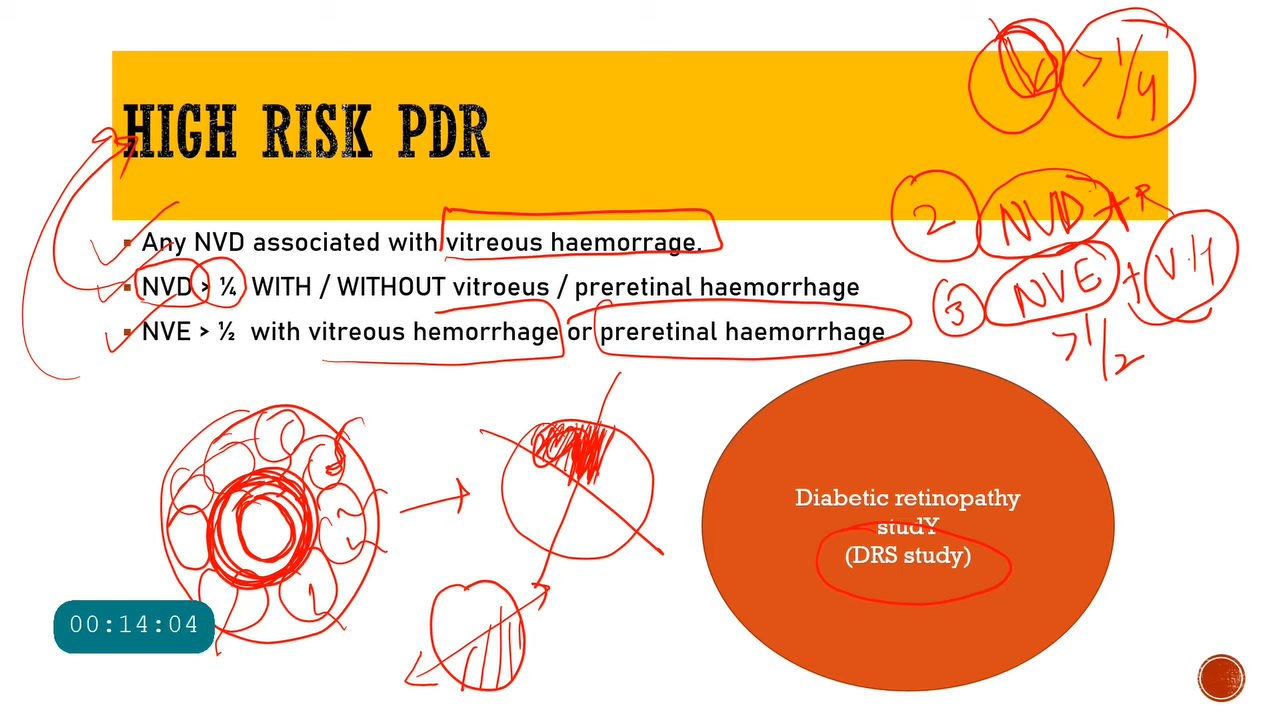 HIGH RISK PDR
▪ Any NVD associated with vitreous haemorrage.
▪ NVD > ¼ WITH / WITHOUT vitroeus / preretinal haemorrhage
▪ NVE > ½ with vitreous hemorrhage or preretinal haemorrhage
> 1/4
2 NVD +
3 NVE +
> 1/2
Diabetic retinopathy
studY
(DRS study)
00:14:04